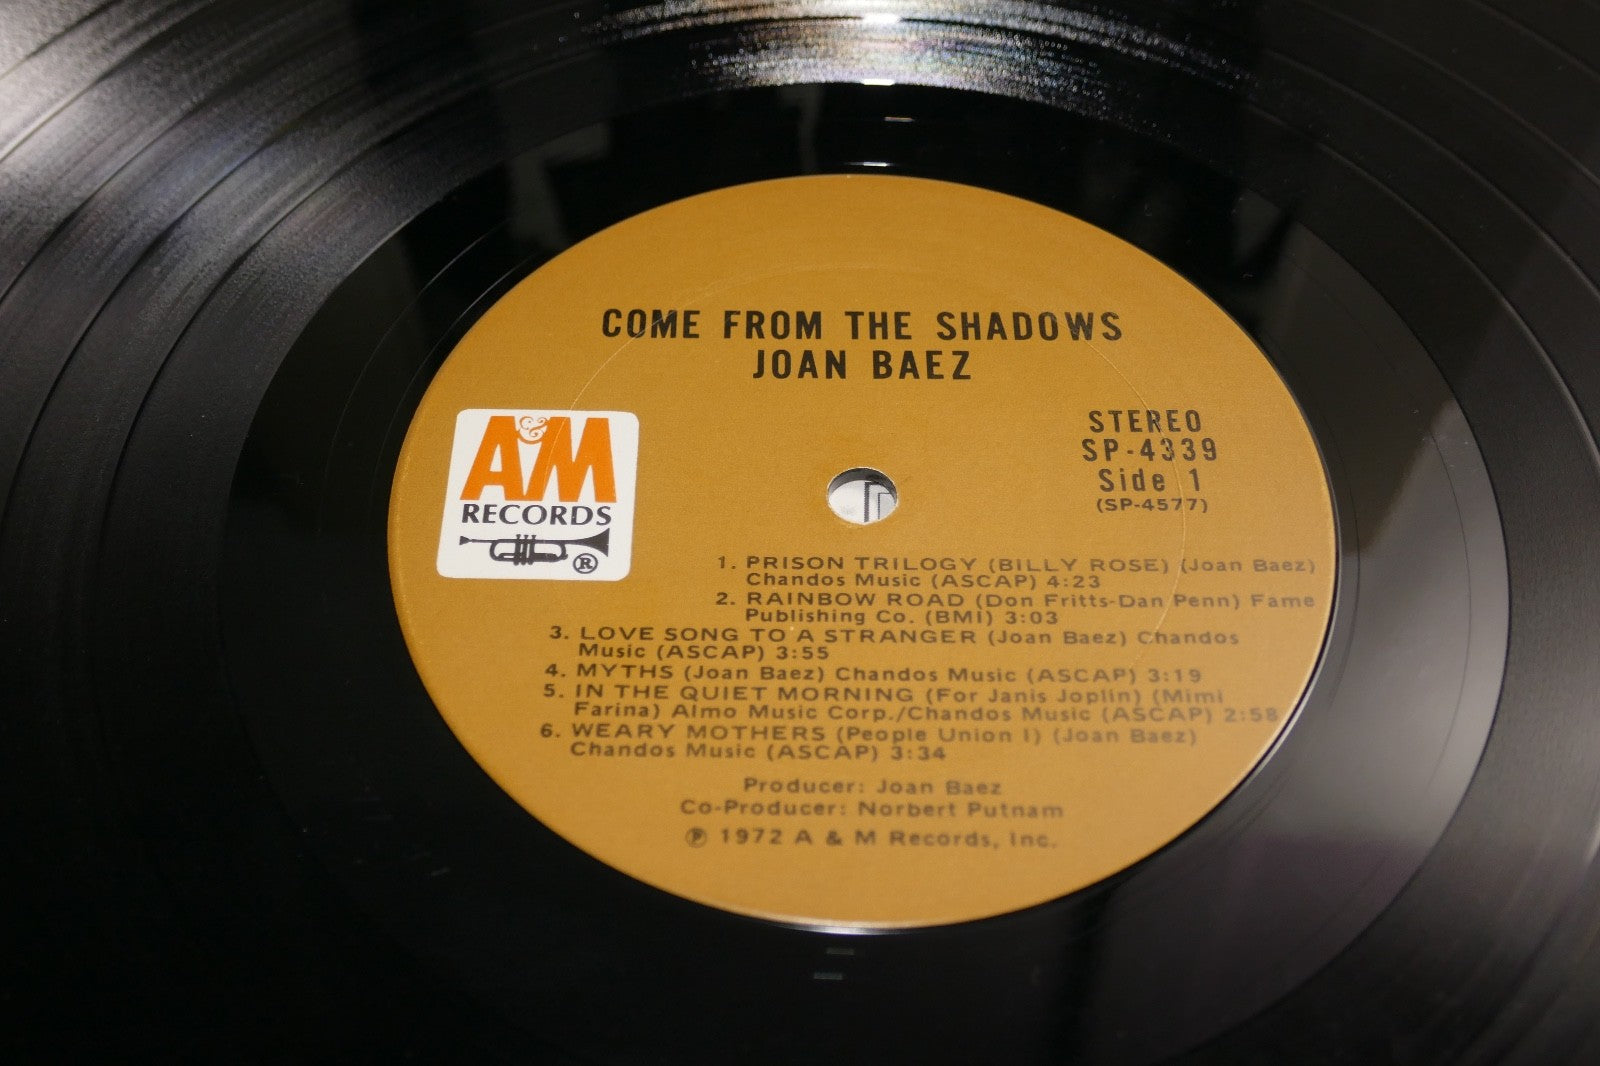 COME FROM THE SHADOWS
JOAN BAEZ
A&M
RECORDS
®
STEREO
SP-4339
Side 1
(SP-4577)
1. PRISON TRILOGY (BILLY ROSE) (Joan Baez)
Chandos Music (ASCAP) 4:23
2. RAINBOW ROAD (Don Fritts-Dan Penn) Fame
Publishing Co. (BMI) 3:03
3. LOVE SONG TO A STRANGER (Joan Baez) Chandos
Music (ASCAP) 3:55
4. MYTHS (Joan Baez) Chandos Music (ASCAP) 3:19
5. IN THE QUIET MORNING (For Janis Joplin) (Mimi
Farina) Almo Music Corp./Chandos Music (ASCAP) 2:58
6. WEARY MOTHERS (People Union I) (Joan Baez)
Chandos Music (ASCAP) 3:34
Producer: Joan Baez
Co-Producer: Norbert Putnam
℗ 1972 A & M Records, Inc.